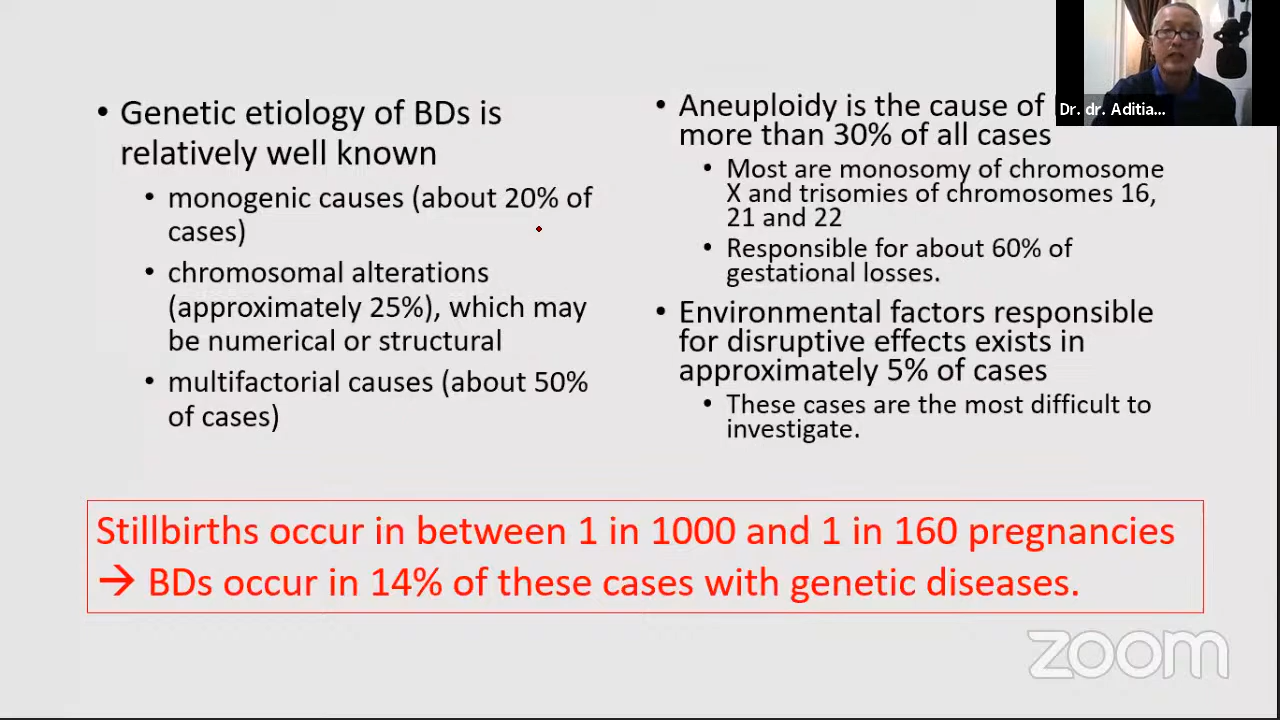 • Genetic etiology of BDs is
relatively well known
• monogenic causes (about 20% of
cases)
• chromosomal alterations
(approximately 25%), which may
be numerical or structural
• multifactorial causes (about 50%
of cases)
• Aneuploidy is the cause of
more than 30% of all cases
• Most are monosomy of chromosome
X and trisomies of chromosomes 16,
21 and 22
• Responsible for about 60% of
gestational losses.
• Environmental factors responsible
for disruptive effects exists in
approximately 5% of cases
• These cases are the most difficult to
investigate.
Stillbirths occur in between 1 in 1000 and 1 in 160 pregnancies
→ BDs occur in 14% of these cases with genetic diseases.
Dr. dr. Aditia...
zoom